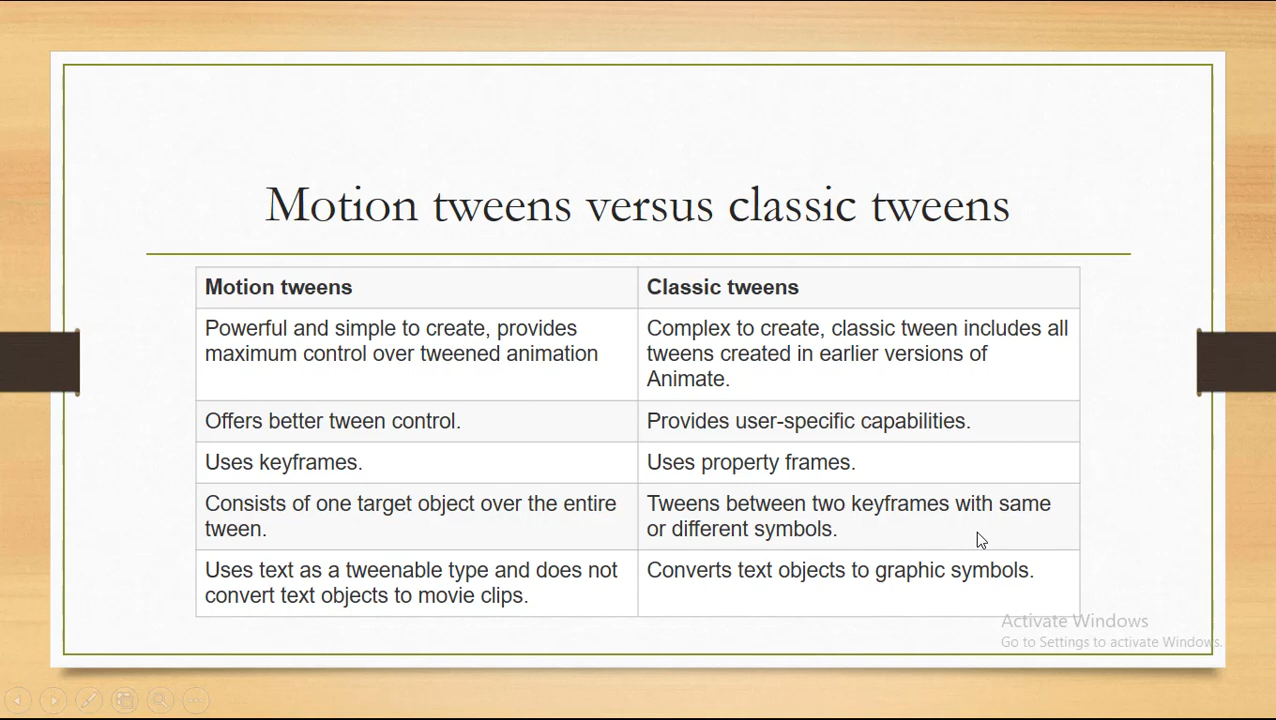 Motion tweens versus classic tweens
Motion tweens
Classic tweens
Powerful and simple to create, provides
maximum control over tweened animation
Complex to create, classic tween includes all
tweens created in earlier versions of
Animate.
Offers better tween control.
Provides user-specific capabilities.
Uses keyframes.
Uses property frames.
Consists of one target object over the entire
tween.
Tweens between two keyframes with same
or different symbols.
Uses text as a tweenable type and does not
convert text objects to movie clips.
Converts text objects to graphic symbols.
Activate Windows
Go to Settings to activate Windows.